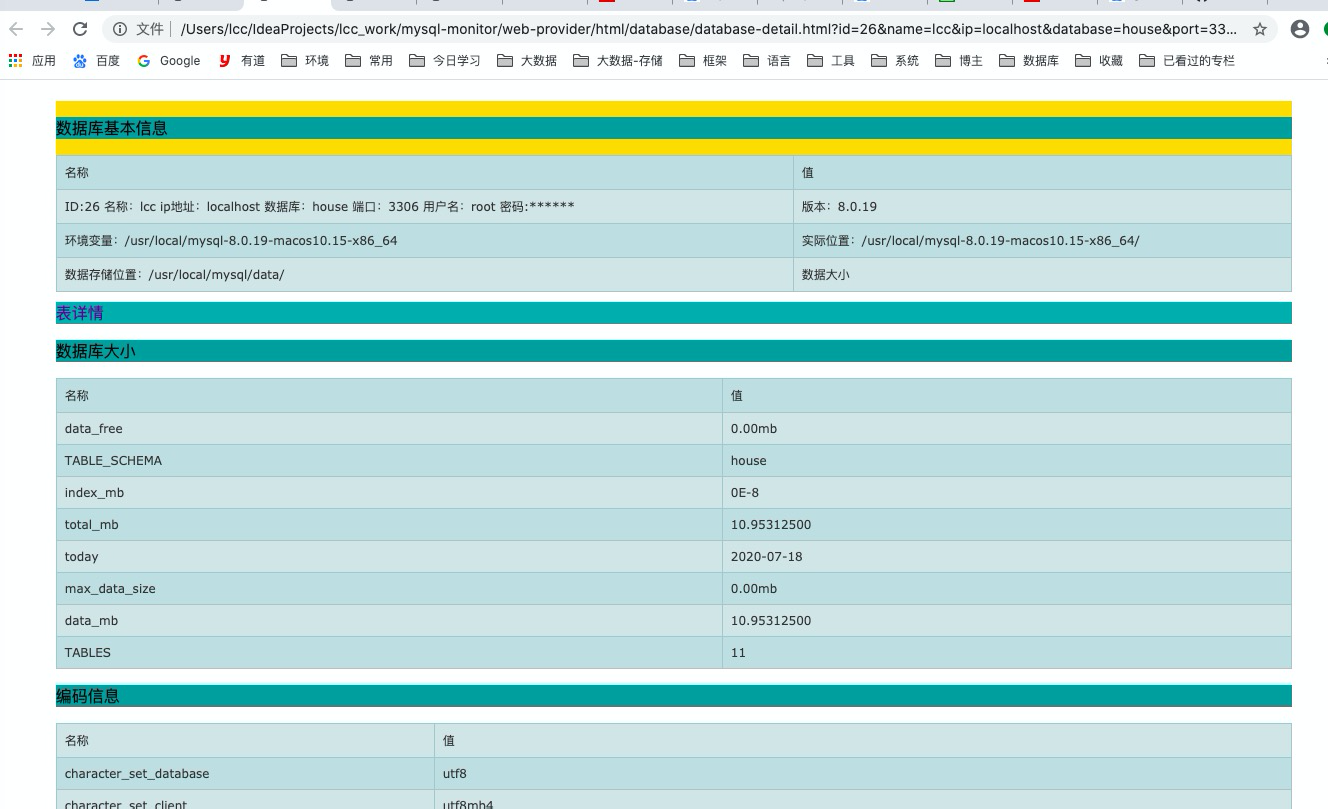 文件 /Users/lcc/IdeaProjects/lcc_work/mysql-monitor/web-provider/html/database/database-detail.html?id=26&name=lcc&ip=localhost&database=house&port=33...
应用 百度 Google 有道 环境 常用 今日学习 大数据 大数据-存储 框架 语言 工具 系统 博主 数据库 收藏 已看过的专栏
数据库基本信息
名称 值
ID:26 名称：lcc ip地址：localhost 数据库：house 端口：3306 用户名：root 密码:****** 版本：8.0.19
环境变量：/usr/local/mysql-8.0.19-macos10.15-x86_64 实际位置：/usr/local/mysql-8.0.19-macos10.15-x86_64/
数据存储位置：/usr/local/mysql/data/ 数据大小
表详情
数据库大小
名称 值
data_free 0.00mb
TABLE_SCHEMA house
index_mb 0E-8
total_mb 10.95312500
today 2020-07-18
max_data_size 0.00mb
data_mb 10.95312500
TABLES 11
编码信息
名称 值
character_set_database utf8
character_set_client utf8mb4